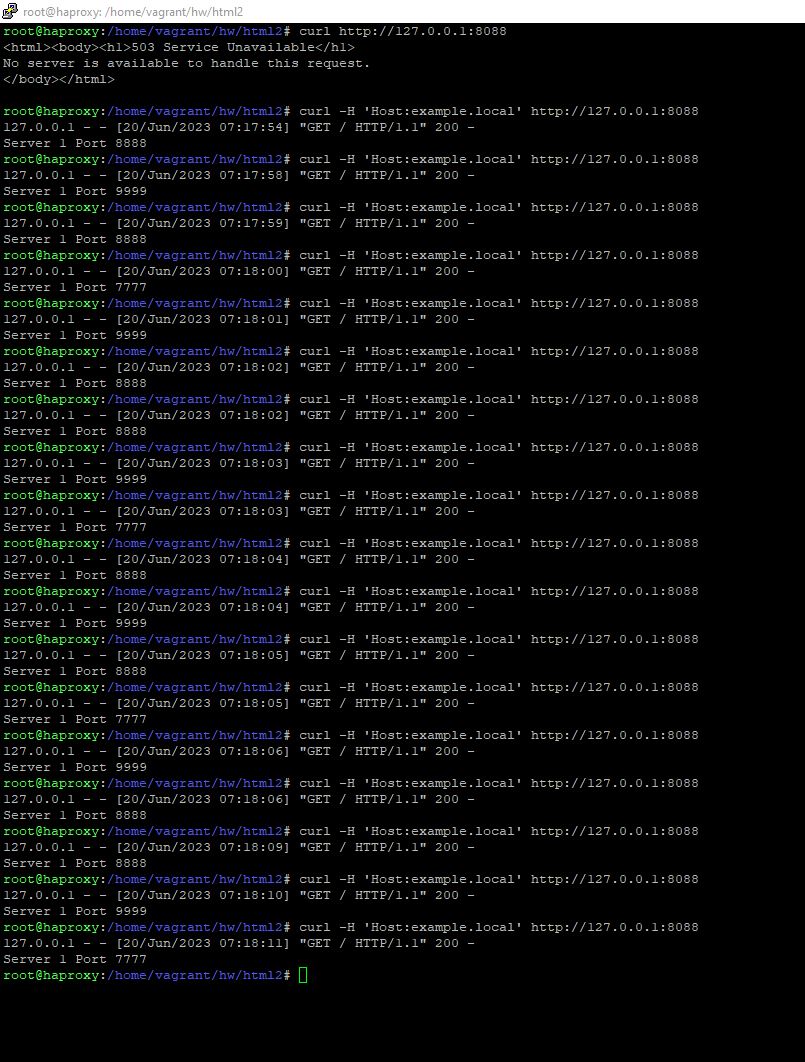 root@haproxy: /home/vagrant/hw/html2
root@haproxy:/home/vagrant/hw/html2# curl http://127.0.0.1:8088
<html><body><h1>503 Service Unavailable</h1>
No server is available to handle this request.
</body></html>
root@haproxy:/home/vagrant/hw/html2# curl -H 'Host:example.local' http://127.0.0.1:8088
127.0.0.1 - - [20/Jun/2023 07:17:54] "GET / HTTP/1.1" 200 -
Server 1 Port 8888
root@haproxy:/home/vagrant/hw/html2# curl -H 'Host:example.local' http://127.0.0.1:8088
127.0.0.1 - - [20/Jun/2023 07:17:58] "GET / HTTP/1.1" 200 -
Server 1 Port 9999
root@haproxy:/home/vagrant/hw/html2# curl -H 'Host:example.local' http://127.0.0.1:8088
127.0.0.1 - - [20/Jun/2023 07:17:59] "GET / HTTP/1.1" 200 -
Server 1 Port 8888
root@haproxy:/home/vagrant/hw/html2# curl -H 'Host:example.local' http://127.0.0.1:8088
127.0.0.1 - - [20/Jun/2023 07:18:00] "GET / HTTP/1.1" 200 -
Server 1 Port 7777
root@haproxy:/home/vagrant/hw/html2# curl -H 'Host:example.local' http://127.0.0.1:8088
127.0.0.1 - - [20/Jun/2023 07:18:01] "GET / HTTP/1.1" 200 -
Server 1 Port 9999
root@haproxy:/home/vagrant/hw/html2# curl -H 'Host:example.local' http://127.0.0.1:8088
127.0.0.1 - - [20/Jun/2023 07:18:02] "GET / HTTP/1.1" 200 -
Server 1 Port 8888
root@haproxy:/home/vagrant/hw/html2# curl -H 'Host:example.local' http://127.0.0.1:8088
127.0.0.1 - - [20/Jun/2023 07:18:02] "GET / HTTP/1.1" 200 -
Server 1 Port 8888
root@haproxy:/home/vagrant/hw/html2# curl -H 'Host:example.local' http://127.0.0.1:8088
127.0.0.1 - - [20/Jun/2023 07:18:03] "GET / HTTP/1.1" 200 -
Server 1 Port 9999
root@haproxy:/home/vagrant/hw/html2# curl -H 'Host:example.local' http://127.0.0.1:8088
127.0.0.1 - - [20/Jun/2023 07:18:03] "GET / HTTP/1.1" 200 -
Server 1 Port 7777
root@haproxy:/home/vagrant/hw/html2# curl -H 'Host:example.local' http://127.0.0.1:8088
127.0.0.1 - - [20/Jun/2023 07:18:04] "GET / HTTP/1.1" 200 -
Server 1 Port 8888
root@haproxy:/home/vagrant/hw/html2# curl -H 'Host:example.local' http://127.0.0.1:8088
127.0.0.1 - - [20/Jun/2023 07:18:04] "GET / HTTP/1.1" 200 -
Server 1 Port 9999
root@haproxy:/home/vagrant/hw/html2# curl -H 'Host:example.local' http://127.0.0.1:8088
127.0.0.1 - - [20/Jun/2023 07:18:05] "GET / HTTP/1.1" 200 -
Server 1 Port 8888
root@haproxy:/home/vagrant/hw/html2# curl -H 'Host:example.local' http://127.0.0.1:8088
127.0.0.1 - - [20/Jun/2023 07:18:05] "GET / HTTP/1.1" 200 -
Server 1 Port 7777
root@haproxy:/home/vagrant/hw/html2# curl -H 'Host:example.local' http://127.0.0.1:8088
127.0.0.1 - - [20/Jun/2023 07:18:06] "GET / HTTP/1.1" 200 -
Server 1 Port 9999
root@haproxy:/home/vagrant/hw/html2# curl -H 'Host:example.local' http://127.0.0.1:8088
127.0.0.1 - - [20/Jun/2023 07:18:06] "GET / HTTP/1.1" 200 -
Server 1 Port 8888
root@haproxy:/home/vagrant/hw/html2# curl -H 'Host:example.local' http://127.0.0.1:8088
127.0.0.1 - - [20/Jun/2023 07:18:09] "GET / HTTP/1.1" 200 -
Server 1 Port 8888
root@haproxy:/home/vagrant/hw/html2# curl -H 'Host:example.local' http://127.0.0.1:8088
127.0.0.1 - - [20/Jun/2023 07:18:10] "GET / HTTP/1.1" 200 -
Server 1 Port 9999
root@haproxy:/home/vagrant/hw/html2# curl -H 'Host:example.local' http://127.0.0.1:8088
127.0.0.1 - - [20/Jun/2023 07:18:11] "GET / HTTP/1.1" 200 -
Server 1 Port 7777
root@haproxy:/home/vagrant/hw/html2#